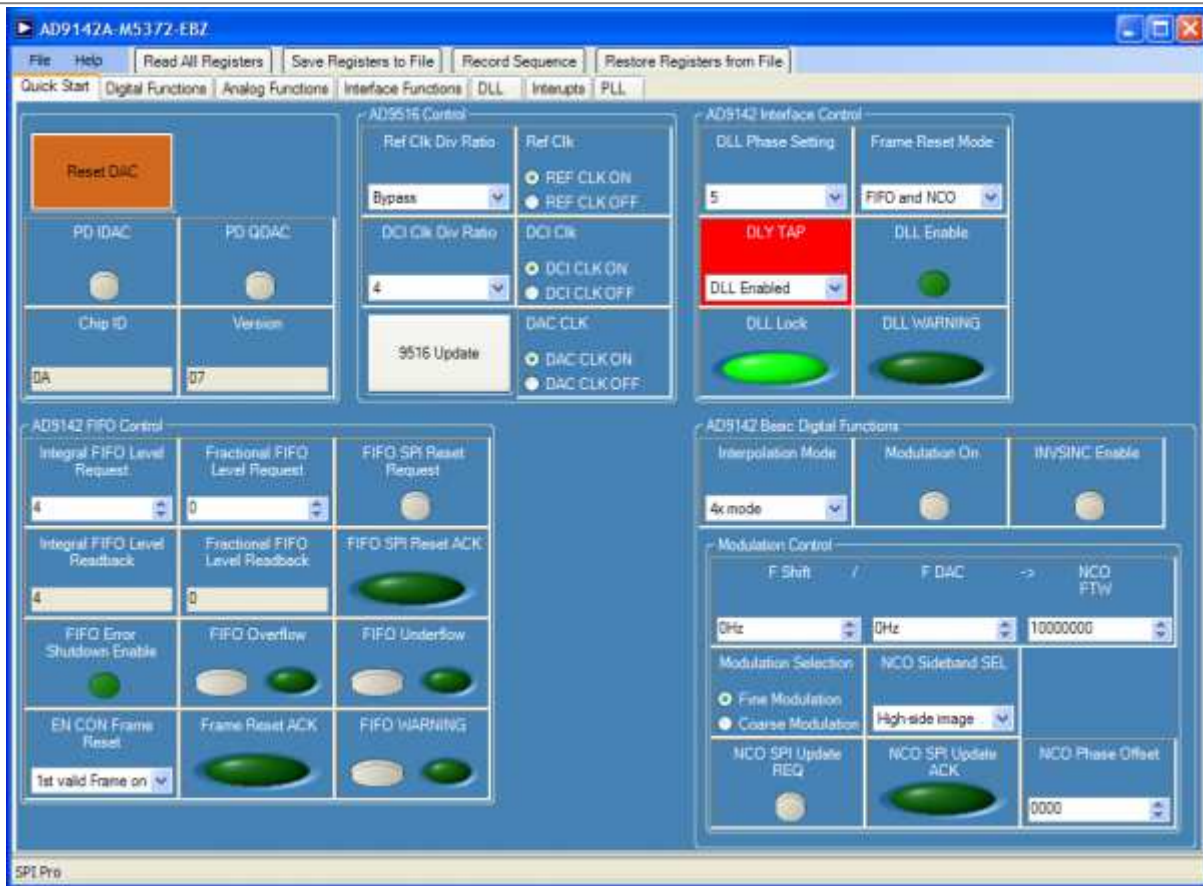 AD9142A-M5372-EBZ
File Help Read All Registers Save Registers to File Record Sequence Restore Registers from File
Quick Start Digital Functions Analog Functions Interface Functions DLL Interupts PLL
Reset DAC
PD IDAC PD QDAC
Chip ID Version
0A 07
AD9516 Control
Ref Clk Div Ratio Ref Clk
Bypass
REF CLK ON
REF CLK OFF
DCI Clk Div Ratio DCI Clk
4
DCI CLK ON
DCI CLK OFF
9516 Update
DAC CLK
DAC CLK ON
DAC CLK OFF
AD9142 Interface Control
DLL Phase Setting Frame Reset Mode
5 FIFO and NCO
DLY TAP DLL Enable
DLL Enabled
DLL Lock DLL WARNING
AD9142 FIFO Control
Integral FIFO Level
Request
Fractional FIFO
Level Request
FIFO SPI Reset
Request
4 0
Integral FIFO Level
Readback
Fractional FIFO
Level Readback
FIFO SPI Reset ACK
4 0
FIFO Error
Shutdown Enable
FIFO Overflow FIFO Underflow
EN CON Frame
Reset
Frame Reset ACK FIFO WARNING
1st valid Frame on
AD9142 Basic Digital Functions
Interpolation Mode Modulation On INVSINC Enable
4x mode
Modulation Control
F Shift / F DAC -> NCO
FTW
0Hz 0Hz 10000000
Modulation Selection NCO Sideband SEL
Fine Modulation
Coarse Modulation
High-side image
NCO SPI Update
REQ
NCO SPI Update
ACK
NCO Phase Offset
0000
SPI Pro